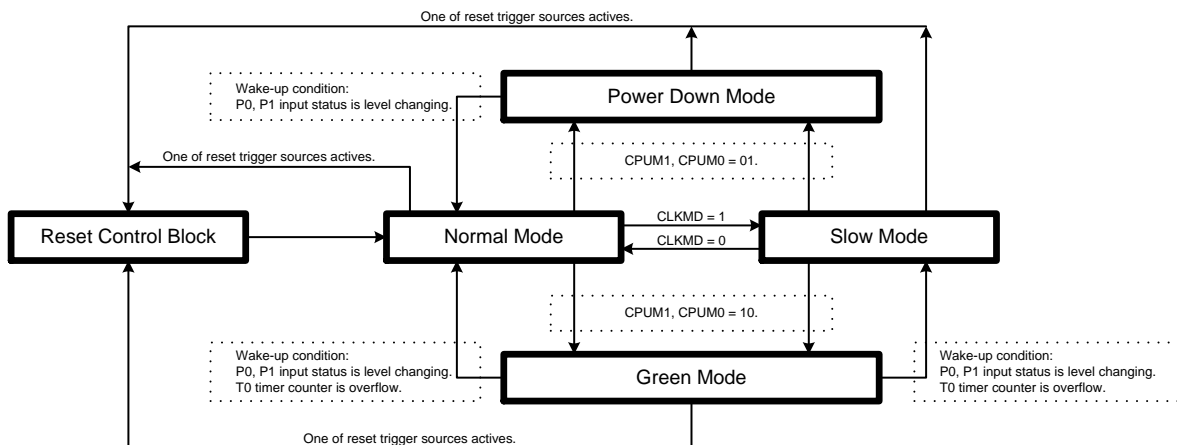 One of reset trigger sources actives.
Wake-up condition:
P0, P1 input status is level changing.
Power Down Mode
One of reset trigger sources actives.
CPUM1, CPUM0 = 01.
Reset Control Block
Normal Mode
CLKMD = 1
CLKMD = 0
Slow Mode
CPUM1, CPUM0 = 10.
Wake-up condition:
P0, P1 input status is level changing.
T0 timer counter is overflow.
Green Mode
Wake-up condition:
P0, P1 input status is level changing.
T0 timer counter is overflow.
One of reset trigger sources actives.